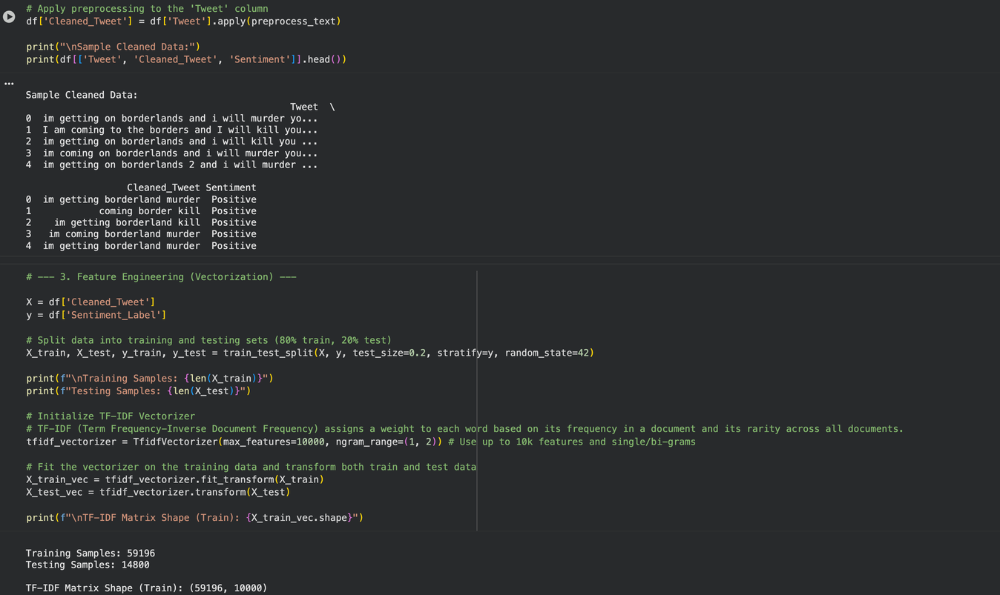 # Apply preprocessing to the 'Tweet' column
df['Cleaned_Tweet'] = df['Tweet'].apply(preprocess_text)
print("\nSample Cleaned Data:")
print(df[['Tweet', 'Cleaned_Tweet', 'Sentiment']].head())
...
Sample Cleaned Data:
Tweet \
0 im getting on borderlands and i will murder yo...
1 I am coming to the borders and I will kill you...
2 im getting on borderlands and i will kill you ...
3 im coming on borderlands and i will murder you...
4 im getting on borderlands 2 and i will murder ...
Cleaned_Tweet Sentiment
0 im getting borderland murder Positive
1 coming border kill Positive
2 im getting borderland kill Positive
3 im coming borderland murder Positive
4 im getting borderland murder Positive
# --- 3. Feature Engineering (Vectorization) ---
X = df['Cleaned_Tweet']
y = df['Sentiment_Label']
# Split data into training and testing sets (80% train, 20% test)
X_train, X_test, y_train, y_test = train_test_split(X, y, test_size=0.2, stratify=y, random_state=42)
print(f"\nTraining Samples: {len(X_train)}")
print(f"Testing Samples: {len(X_test)}")
# Initialize TF-IDF Vectorizer
# TF-IDF (Term Frequency-Inverse Document Frequency) assigns a weight to each word based on its frequency in a document and its rarity across all documents.
tfidf_vectorizer = TfidfVectorizer(max_features=10000, ngram_range=(1, 2)) # Use up to 10k features and single/bi-grams
# Fit the vectorizer on the training data and transform both train and test data
X_train_vec = tfidf_vectorizer.fit_transform(X_train)
X_test_vec = tfidf_vectorizer.transform(X_test)
print(f"\nTF-IDF Matrix Shape (Train): {X_train_vec.shape}")
Training Samples: 59196
Testing Samples: 14800
TF-IDF Matrix Shape (Train): (59196, 10000)